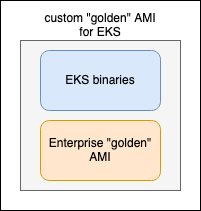 custom "golden" AMI
for EKS
EKS binaries
Enterprise "golden"
AMI